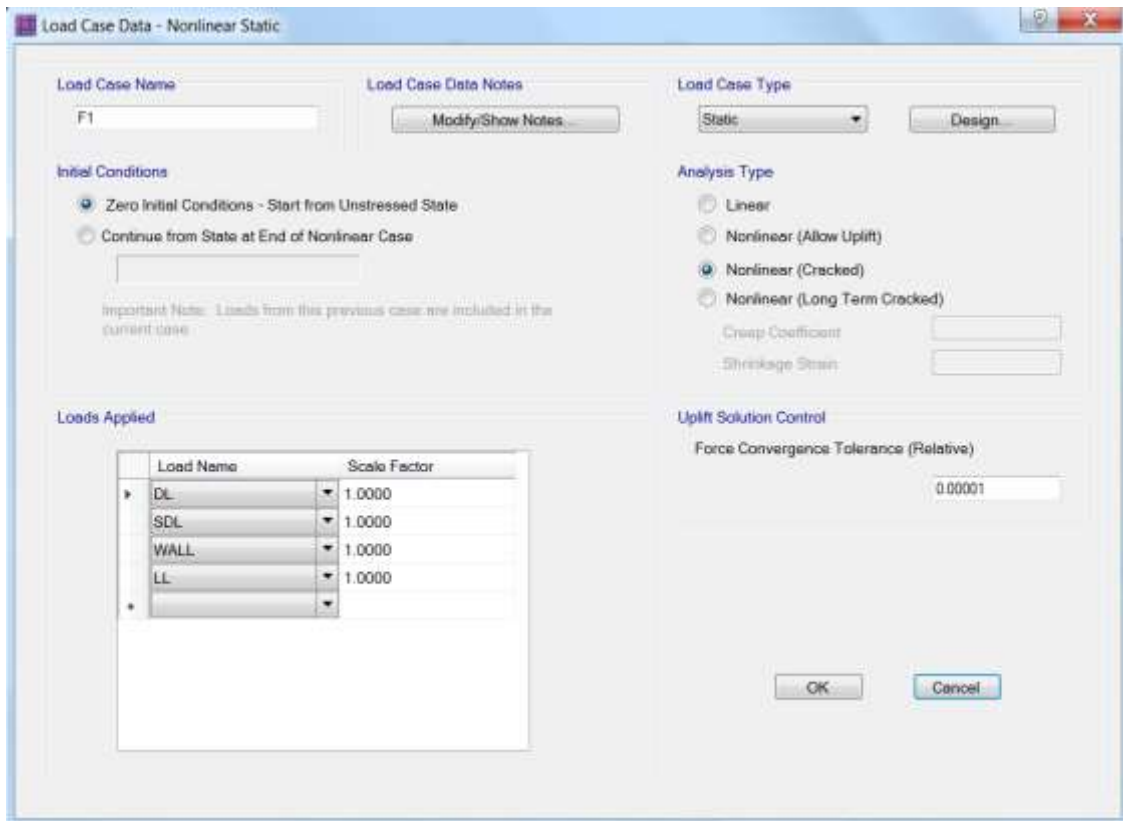 Load Case Data - Nonlinear Static
Load Case Name
F1
Load Case Data Notes
Modify/Show Notes...
Load Case Type
Static
Design...
Initial Conditions
Zero Initial Conditions - Start from Unstressed State
Continue from State at End of Nonlinear Case
Important Note: Loads from this previous case are included in the
current case
Analysis Type
Linear
Nonlinear (Allow Uplift)
Nonlinear (Cracked)
Nonlinear (Long Term Cracked)
Creep Coefficient
Shrinkage Strain
Loads Applied
Load Name Scale Factor
DL 1.0000
SDL 1.0000
WALL 1.0000
LL 1.0000
Uplift Solution Control
Force Convergence Tolerance (Relative)
0.00001
OK
Cancel